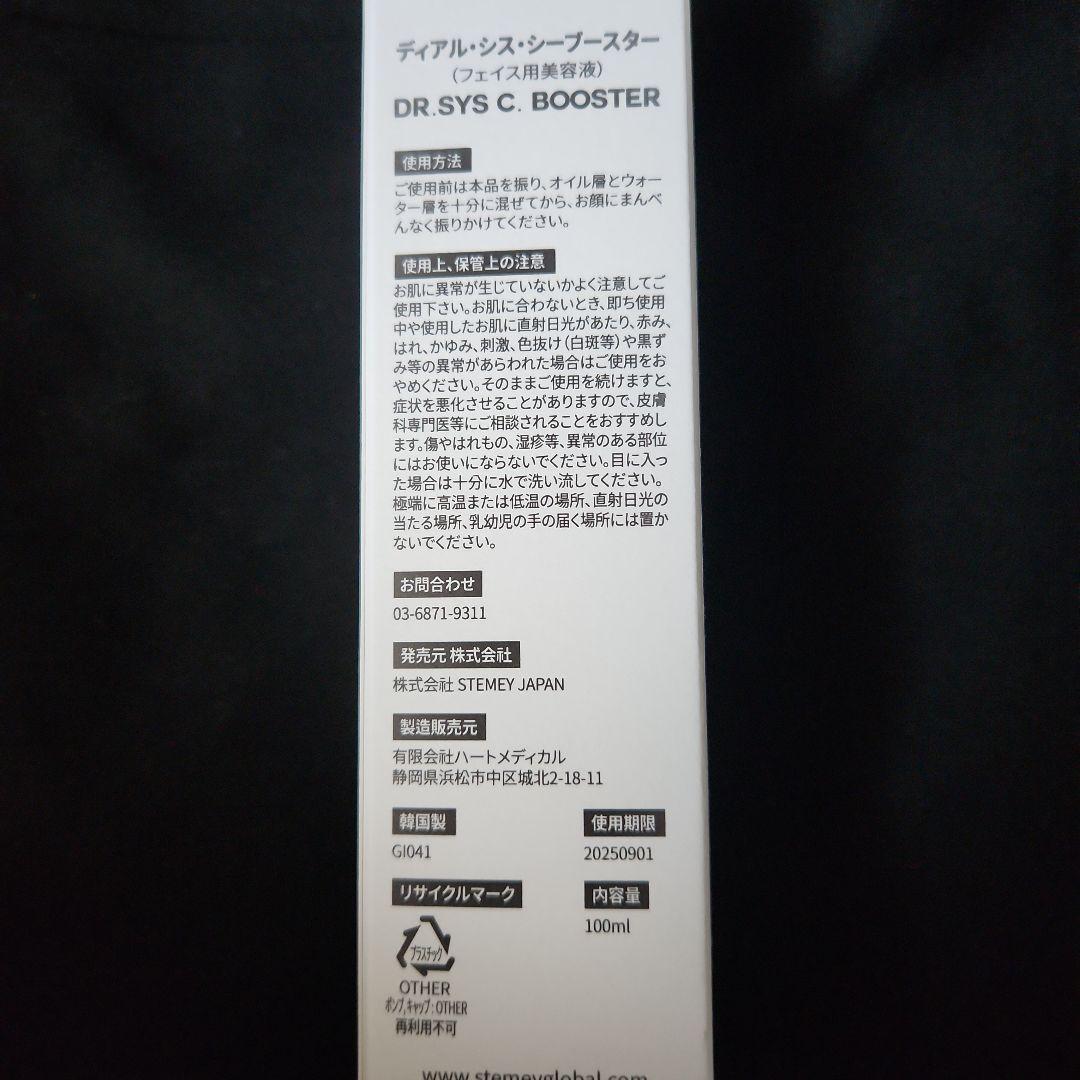 ディアル・シス・シーブースター
(フェイス用美容液)
DR.SYS C. BOOSTER
使用方法
ご使用前は本品を振り、オイル層とウォー
ター層を十分に混ぜてから、お顔にまんべ
んなく振りかけてください。
使用上、保管上の注意
お肌に異常が生じていないかよく注意してご
使用下さい。お肌に合わないとき、即ち使用
中や使用したお肌に直射日光があたり、赤み、
はれ、かゆみ、刺激、色抜け(白斑等)や黒ず
み等の異常があらわれた場合はご使用をお
やめください。そのままご使用を続けますと、
症状を悪化させることがありますので、皮膚
科専門医等にご相談されることをおすすめし
ます。傷やはれもの、湿疹等、異常のある部位
にはお使いにならないでください。目に入っ
た場合は十分に水で洗い流してください。
極端に高温または低温の場所、直射日光の
当たる場所、乳幼児の手の届く場所には置か
ないでください。
お問合わせ
03-6871-9311
発売元 株式会社
株式会社 STEMEY JAPAN
製造販売元
有限会社ハートメディカル
静岡県浜松市中区城北2-18-11
韓国製
GI041
使用期限
20250901
リサイクルマーク
内容量
100ml
プラスチック
OTHER
ポンプ,キャップ:OTHER
再利用不可
www.stemeyglobal.com